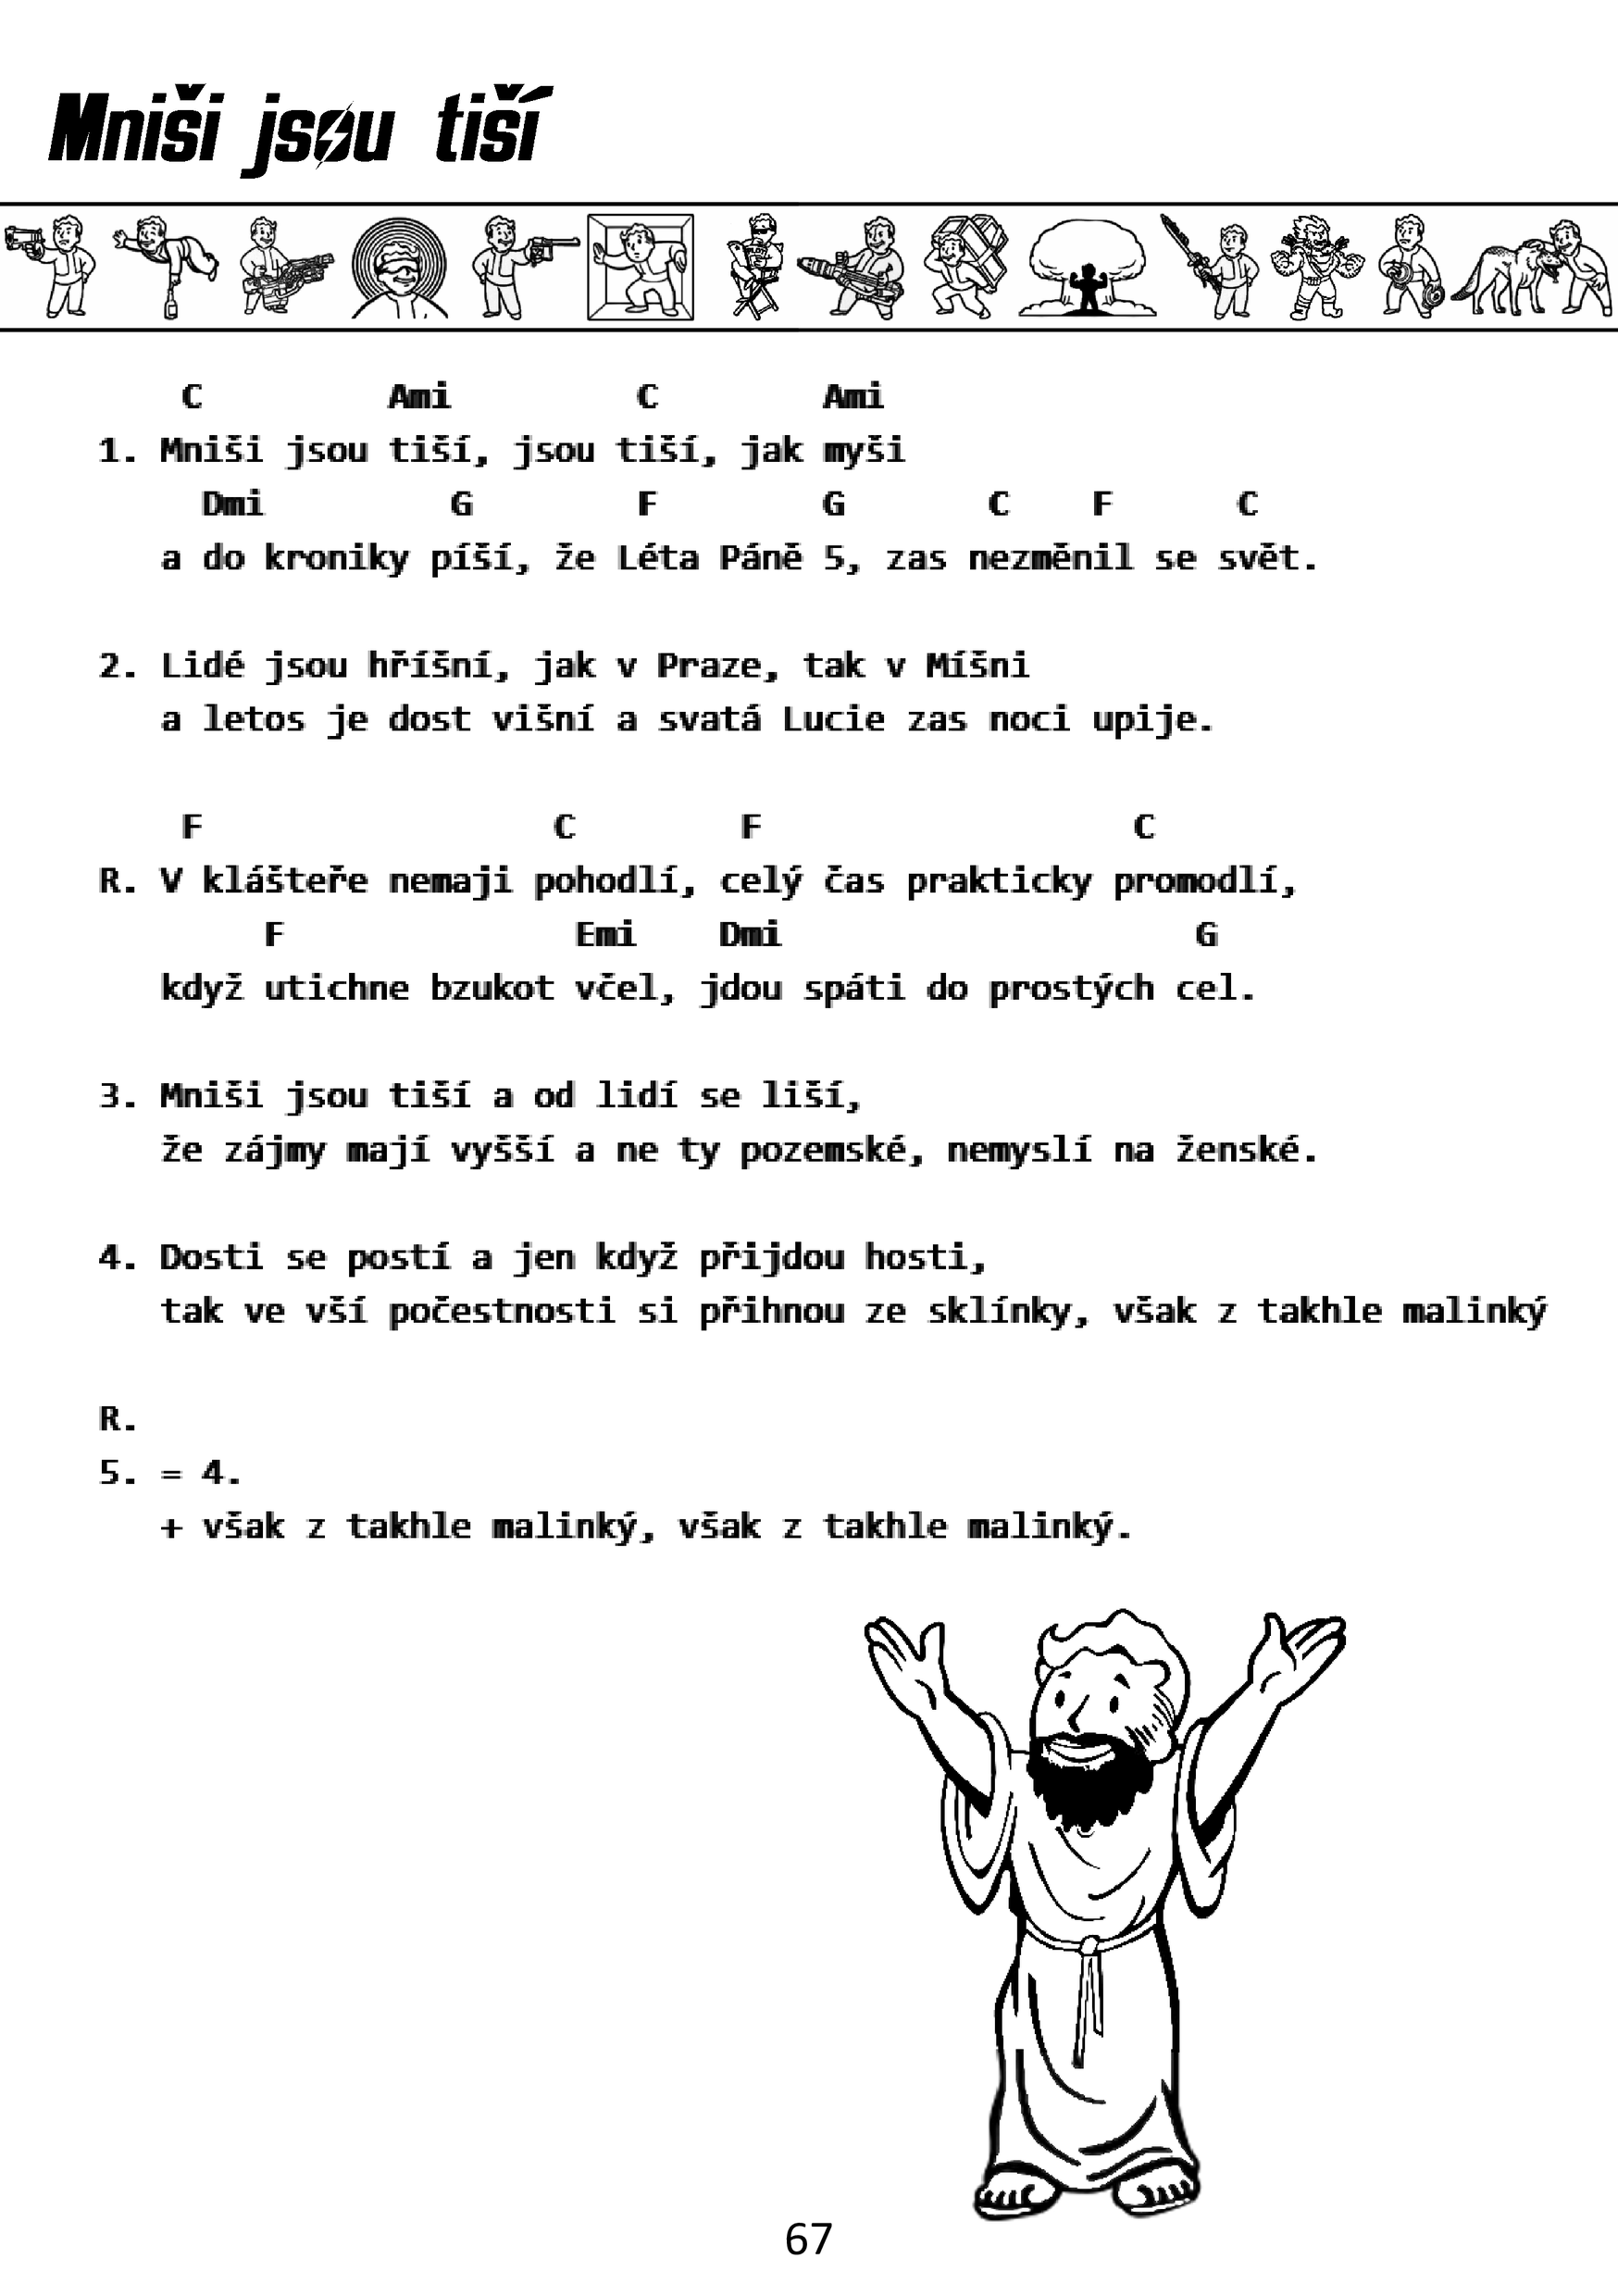 Mniši jsou tiší
C Ami C Ami
1. Mniši jsou tiší, jsou tiší, jak myši
Dmi G F G C F C
a do kroniky píší, že Léta Páně 5, zas nezměnil se svět.
2. Lidé jsou hříšní, jak v Praze, tak v Míšni
a letos je dost višní a svatá Lucie zas noci upije.
F C F C
R. V klášteře nemaji pohodlí, celý čas prakticky promodlí,
F Emi Dmi G
když utichne bzukot včel, jdou spáti do prostých cel.
3. Mniši jsou tiší a od lidí se liší,
že zájmy mají vyšší a ne ty pozemské, nemyslí na ženské.
4. Dosti se postí a jen když přijdou hosti,
tak ve vší počestnosti si přihnou ze sklínky, však z takhle malinký
R.
5. = 4.
+ však z takhle malinký, však z takhle malinký.
67